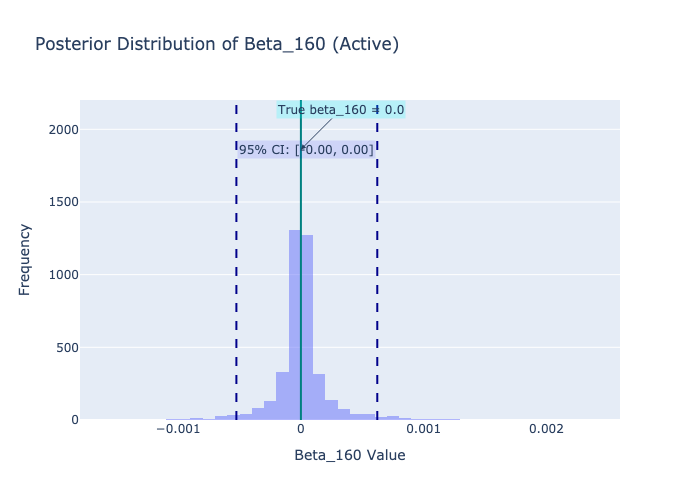 Posterior Distribution of Beta_160 (Active)
True beta_160 = 0.0
95% CI: [-0.00, 0.00]
2000
1500
1000
500
0
Frequency
−0.001
0
0.001
0.002
Beta_160 Value